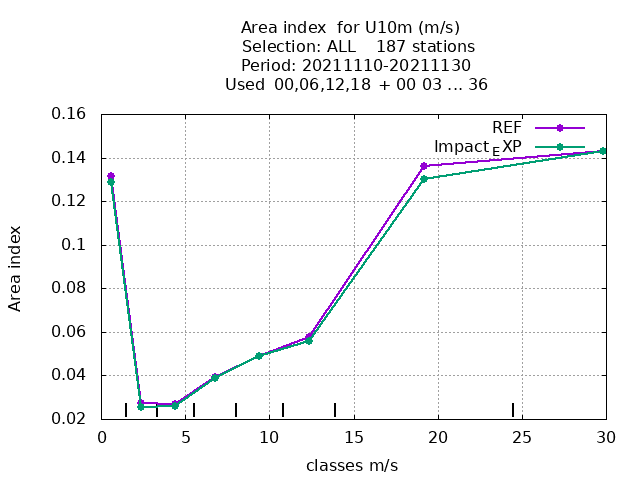 Area index  for U10m (m/s)
Selection: ALL    187 stations
Period: 20211110-20211130
Used  00,06,12,18 + 00 03 ... 36
0.16
0.14
0.12
0.1
0.08
0.06
0.04
0.02
Area index
REF
Impact_EXP
0 5 10 15 20 25 30
classes m/s